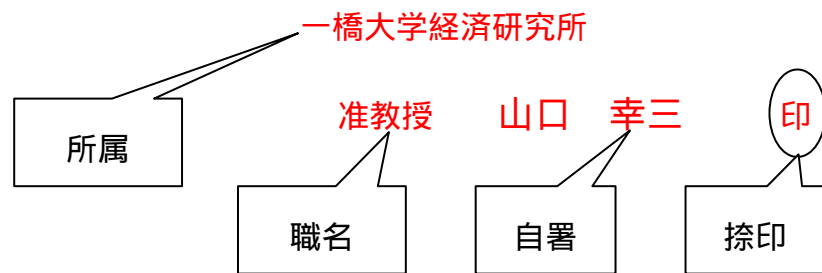 一橋大学経済研究所
准教授　　山口　幸三　　　印
所属
職名
自署
捺印